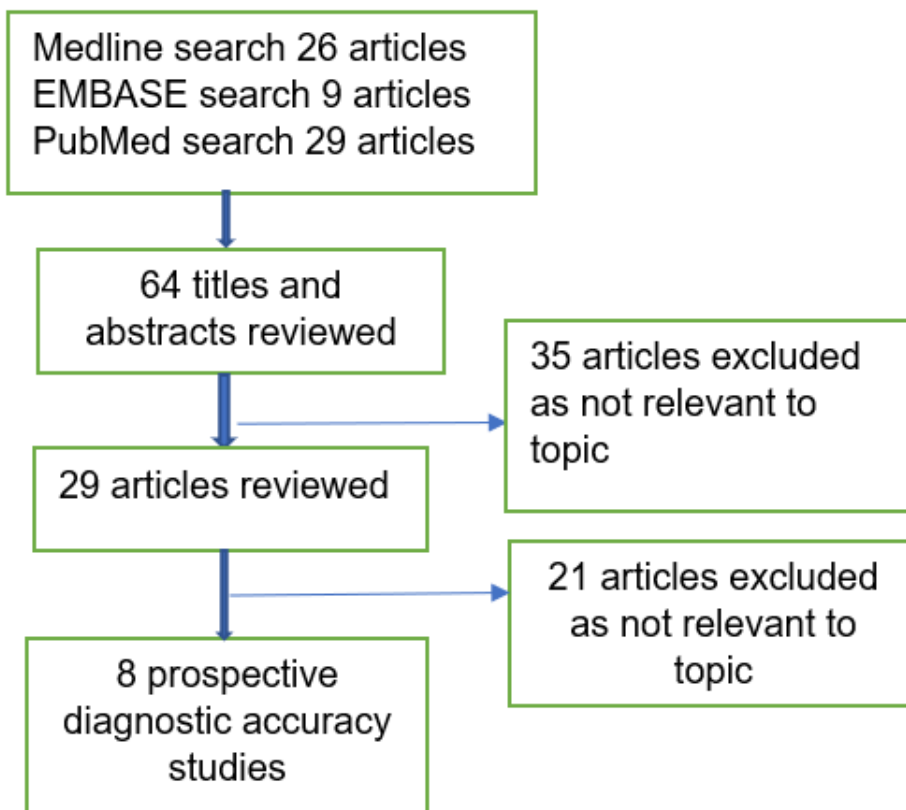 Medline search 26 articles
EMBASE search 9 articles
PubMed search 29 articles
64 titles and
abstracts reviewed
35 articles excluded
as not relevant to
topic
29 articles reviewed
21 articles excluded
as not relevant to
topic
8 prospective
diagnostic accuracy
studies